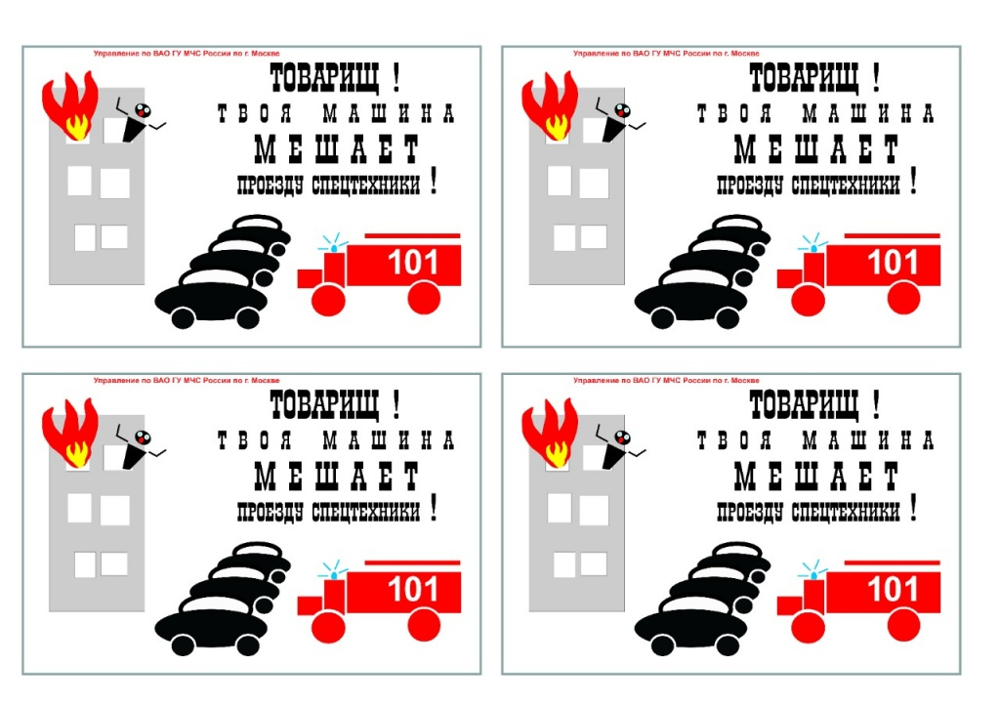 Управление по ВАО ГУ МЧС России по г. Москве
ТОВАРИЩ !
ТВОЯ МАШИНА
МЕШАЕТ
ПРОЕЗДУ СПЕЦТЕХНИКИ !
101
Управление по ВАО ГУ МЧС России по г. Москве
ТОВАРИЩ !
ТВОЯ МАШИНА
МЕШАЕТ
ПРОЕЗДУ СПЕЦТЕХНИКИ !
101
Управление по ВАО ГУ МЧС России по г. Москве
ТОВАРИЩ !
ТВОЯ МАШИНА
МЕШАЕТ
ПРОЕЗДУ СПЕЦТЕХНИКИ !
101
Управление по ВАО ГУ МЧС России по г. Москве
ТОВАРИЩ !
ТВОЯ МАШИНА
МЕШАЕТ
ПРОЕЗДУ СПЕЦТЕХНИКИ !
101